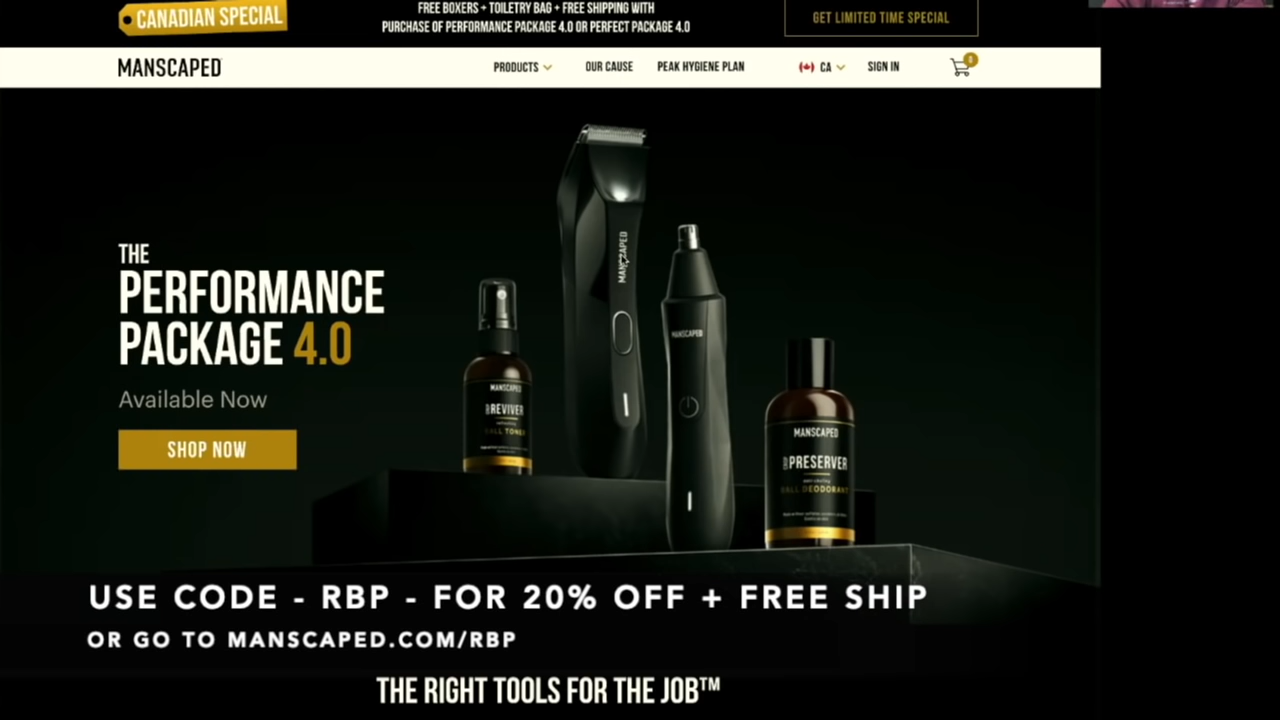 CANADIAN SPECIAL
FREE BOXERS + TOILETRY BAG + FREE SHIPPING WITH
PURCHASE OF PERFORMANCE PACKAGE 4.0 OR PERFECT PACKAGE 4.0
GET LIMITED TIME SPECIAL
MANSCAPED
PRODUCTS
OUR CAUSE
PEAK HYGIENE PLAN
CA
SIGN IN
0
THE
PERFORMANCE
PACKAGE 4.0
Available Now
SHOP NOW
MANSCAPED
MANSCAPED
MANSCAPED
REVIVER
BALL TONER
MANSCAPED
PRESERVER
BALL DEODORANT
USE CODE - RBP - FOR 20% OFF + FREE SHIP
OR GO TO MANSCAPED.COM/RBP
THE RIGHT TOOLS FOR THE JOB™